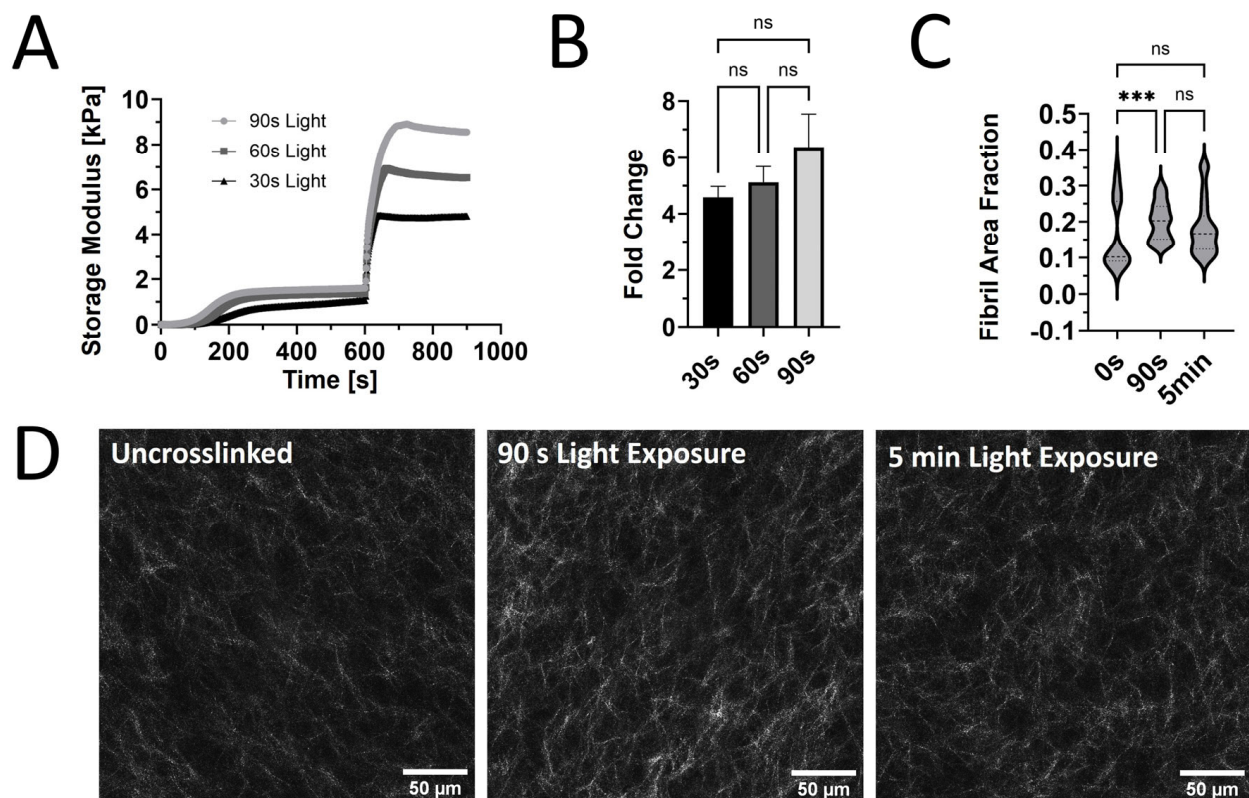 A
Storage Modulus [kPa]
10
8
6
4
2
0
90s Light
60s Light
30s Light
0 200 400 600 800 1000
Time [s]
B
ns
ns ns
Fold Change
8
6
4
2
0
30s 60s 90s
C
ns
*** ns
Fibril Area Fraction
0.5
0.4
0.3
0.2
0.1
0.0
-0.1
0s 90s 5min
D
Uncrosslinked
50 µm
90 s Light Exposure
50 µm
5 min Light Exposure
50 µm